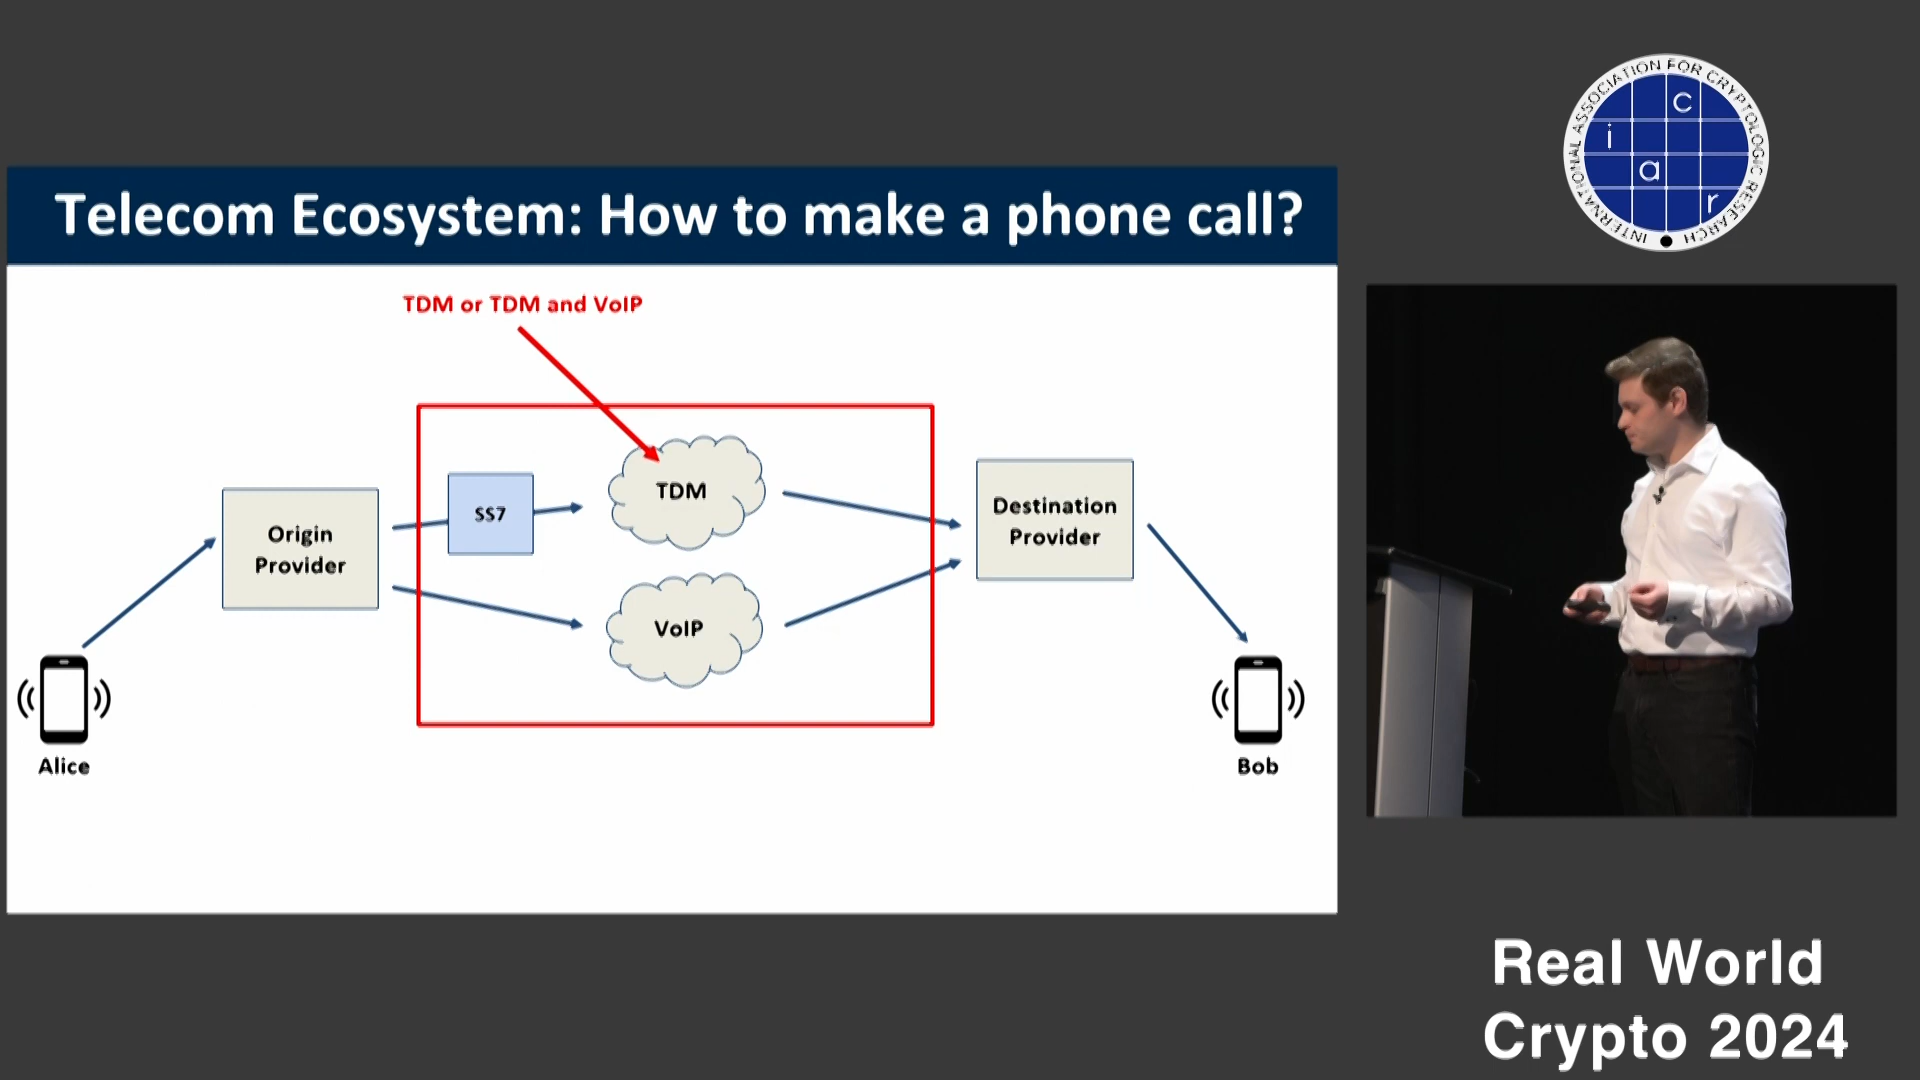 Telecom Ecosystem: How to make a phone call?
TDM or TDM and VoIP
SS7
TDM
Origin
Provider
VoIP
Destination
Provider
Alice
Bob
INTERNATIONAL ASSOCIATION FOR CRYPTOLOGIC RESEARCH
i
a
c
r
Real World
Crypto 2024